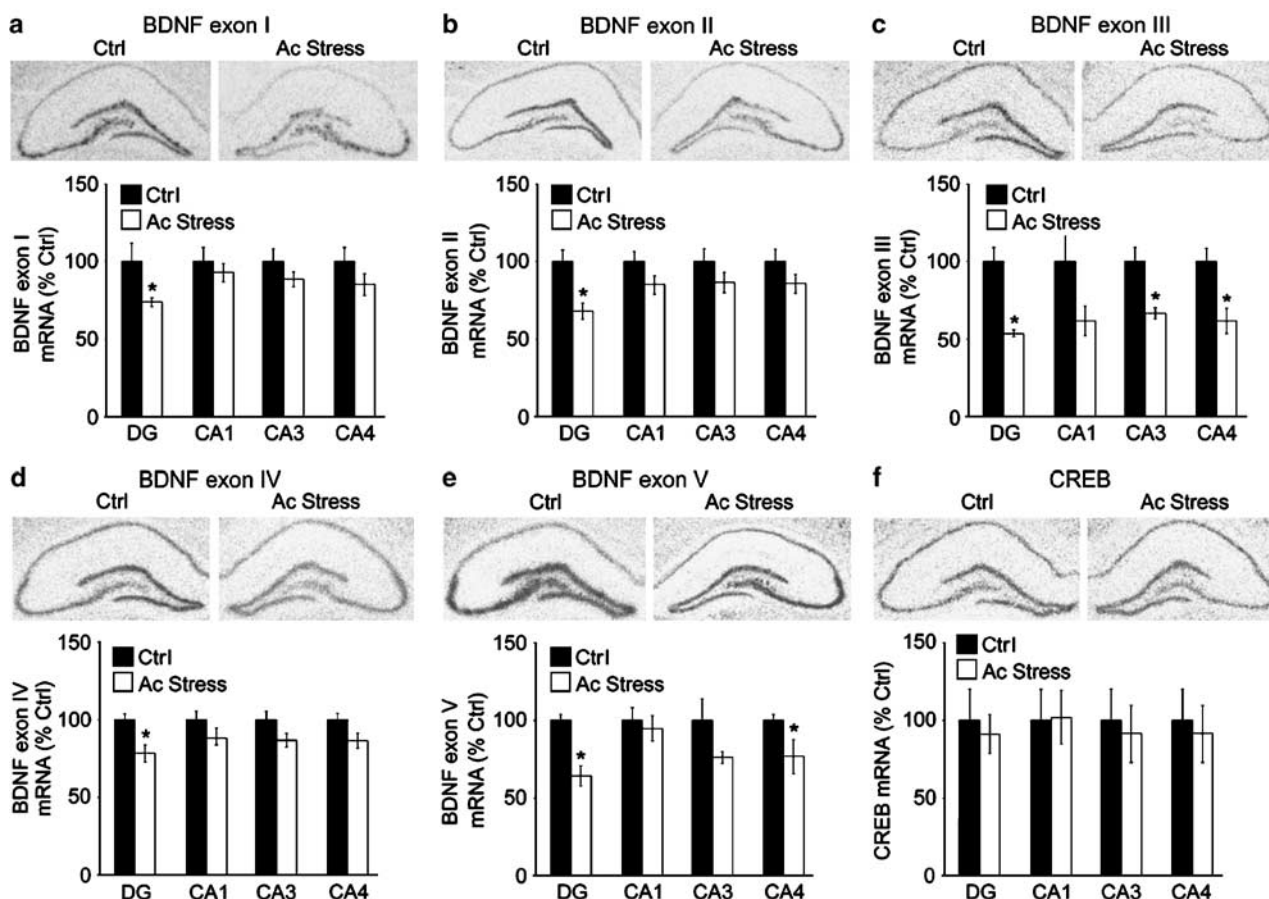 a BDNF exon I
Ctrl Ac Stress
BDNF exon I
mRNA (% Ctrl)
150
100
50
0
Ctrl
Ac Stress
*
DG CA1 CA3 CA4
b BDNF exon II
Ctrl Ac Stress
BDNF exon II
mRNA (% Ctrl)
150
100
50
0
Ctrl
Ac Stress
*
DG CA1 CA3 CA4
c BDNF exon III
Ctrl Ac Stress
BDNF exon III
mRNA (% Ctrl)
150
100
50
0
Ctrl
Ac Stress
* * *
DG CA1 CA3 CA4
d BDNF exon IV
Ctrl Ac Stress
BDNF exon IV
mRNA (% Ctrl)
150
100
50
0
Ctrl
Ac Stress
*
DG CA1 CA3 CA4
e BDNF exon V
Ctrl Ac Stress
BDNF exon V
mRNA (% Ctrl)
150
100
50
0
Ctrl
Ac Stress
* *
DG CA1 CA3 CA4
f CREB
Ctrl Ac Stress
CREB mRNA (% Ctrl)
150
100
50
0
Ctrl
Ac Stress
DG CA1 CA3 CA4